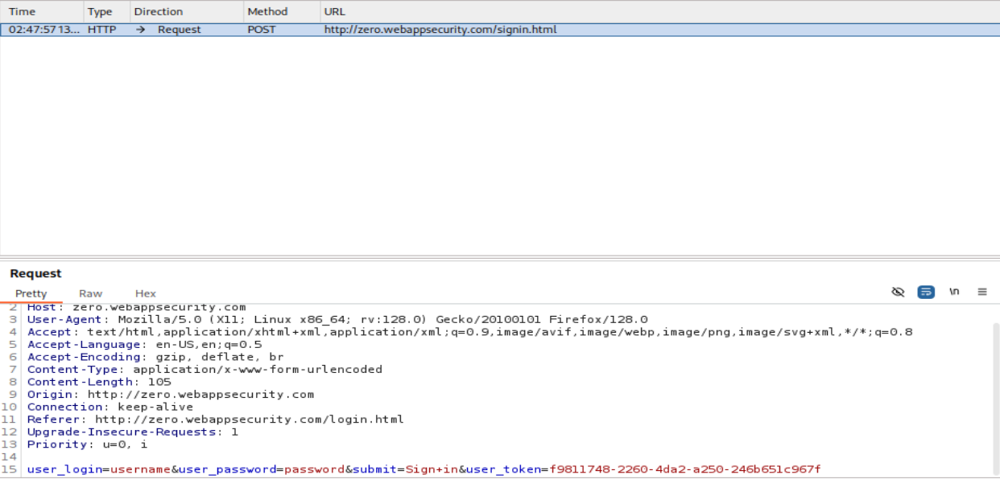 Time Type Direction Method URL
02:47:57 13... HTTP → Request POST http://zero.webappsecurity.com/signin.html
Request
Pretty Raw Hex \n
2 Host: zero.webappsecurity.com
3 User-Agent: Mozilla/5.0 (X11; Linux x86_64; rv:128.0) Gecko/20100101 Firefox/128.0
4 Accept: text/html,application/xhtml+xml,application/xml;q=0.9,image/avif,image/webp,image/png,image/svg+xml,*/*;q=0.8
5 Accept-Language: en-US,en;q=0.5
6 Accept-Encoding: gzip, deflate, br
7 Content-Type: application/x-www-form-urlencoded
8 Content-Length: 105
9 Origin: http://zero.webappsecurity.com
10 Connection: keep-alive
11 Referer: http://zero.webappsecurity.com/login.html
12 Upgrade-Insecure-Requests: 1
13 Priority: u=0, i
14
15 user_login=username&user_password=password&submit=Sign+in&user_token=f9811748-2260-4da2-a250-246b651c967f